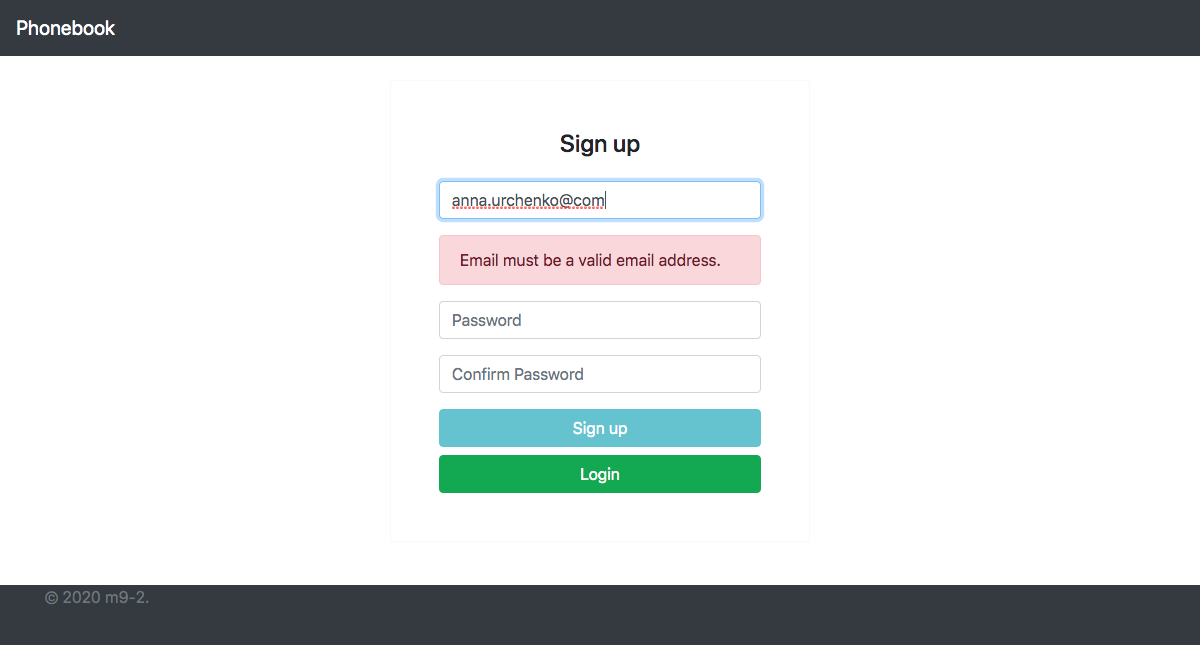 Phonebook
Sign up
anna.urchenko@com
Email must be a valid email address.
Password
Confirm Password
Sign up
Login
© 2020 m9-2.